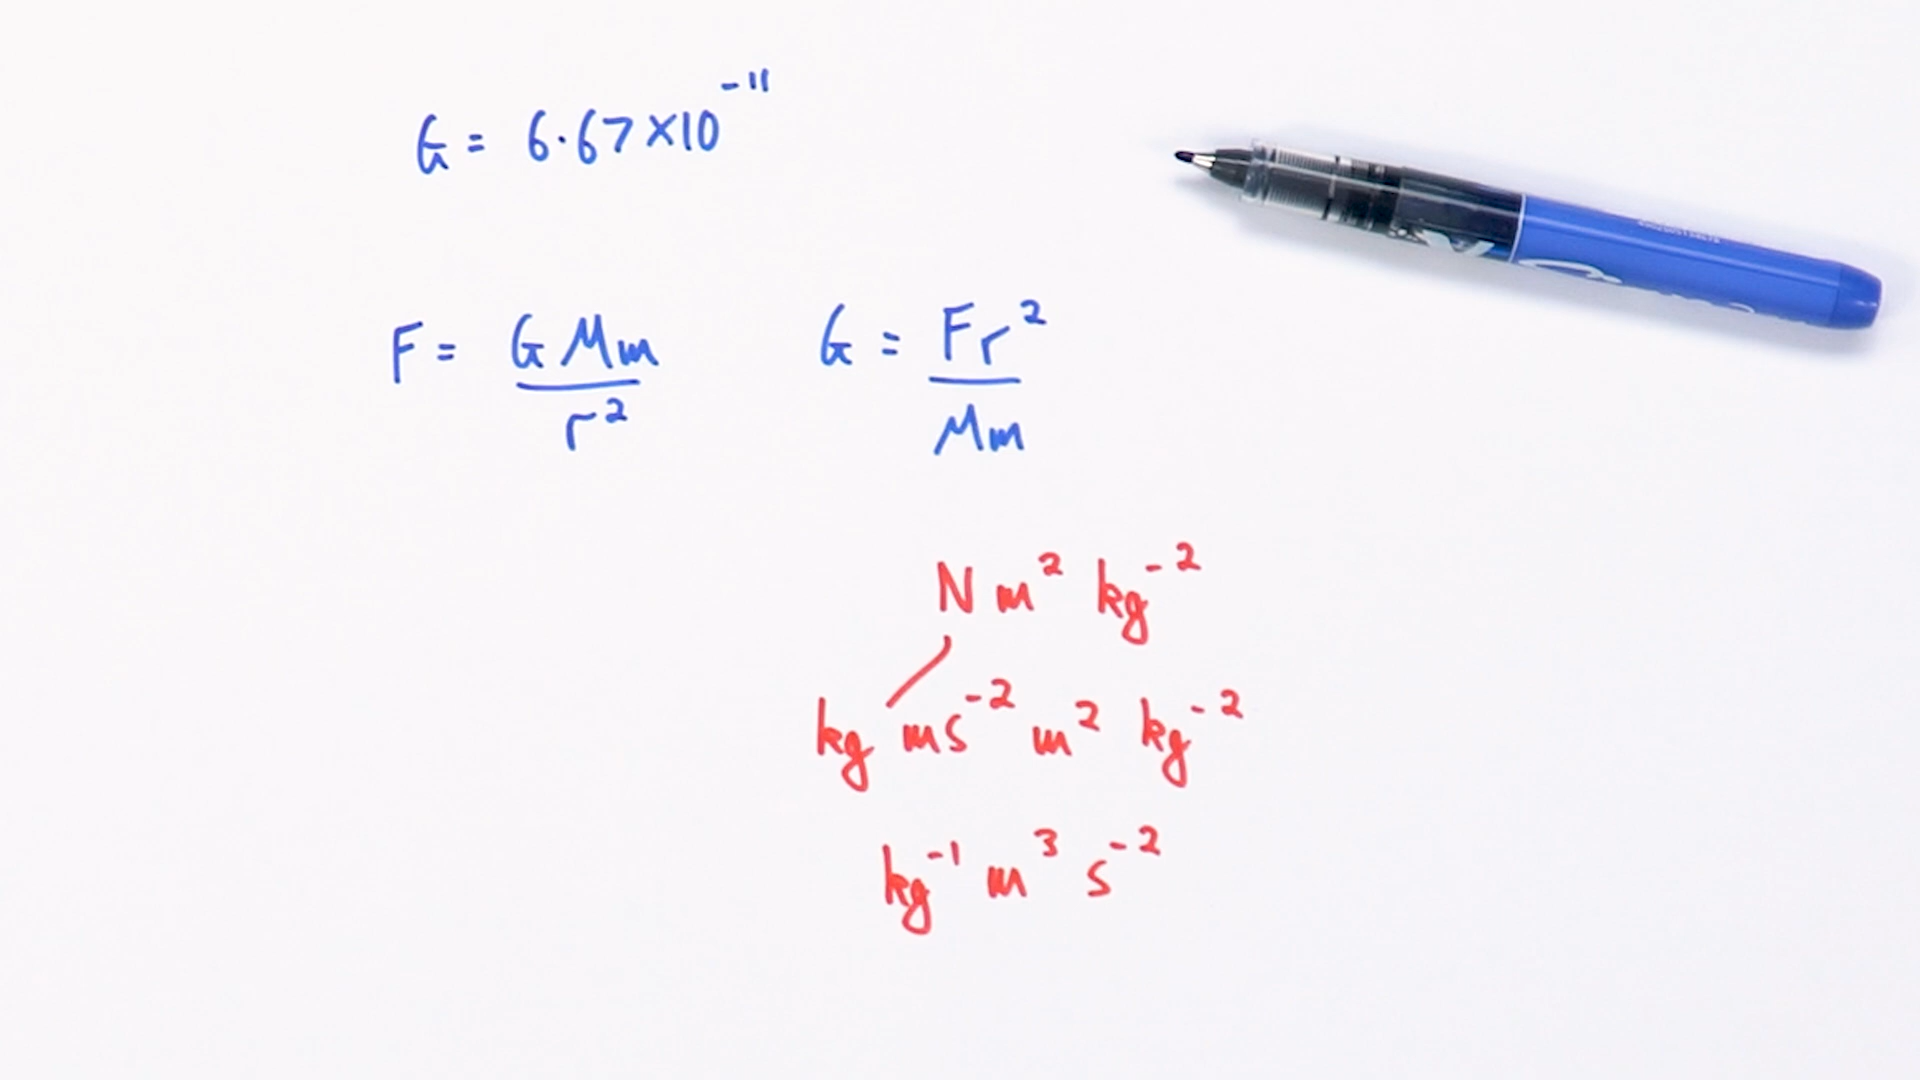 G = 6.67×10⁻¹¹
F = GMm/r² G = Fr²/Mm
N m² kg⁻²
kg ms⁻² m² kg⁻²
kg⁻¹ m³ s⁻²